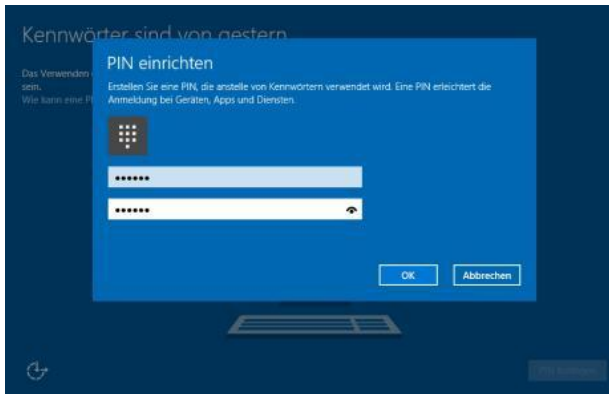 Kennwörter sind von gestern
PIN einrichten
Das Verwenden
sein.
Wie kann eine
Erstellen Sie eine PIN, die anstelle von Kennwörtern verwendet wird. Eine PIN erleichtert die
Anmeldung bei Geräten, Apps und Diensten.
OK
Abbrechen